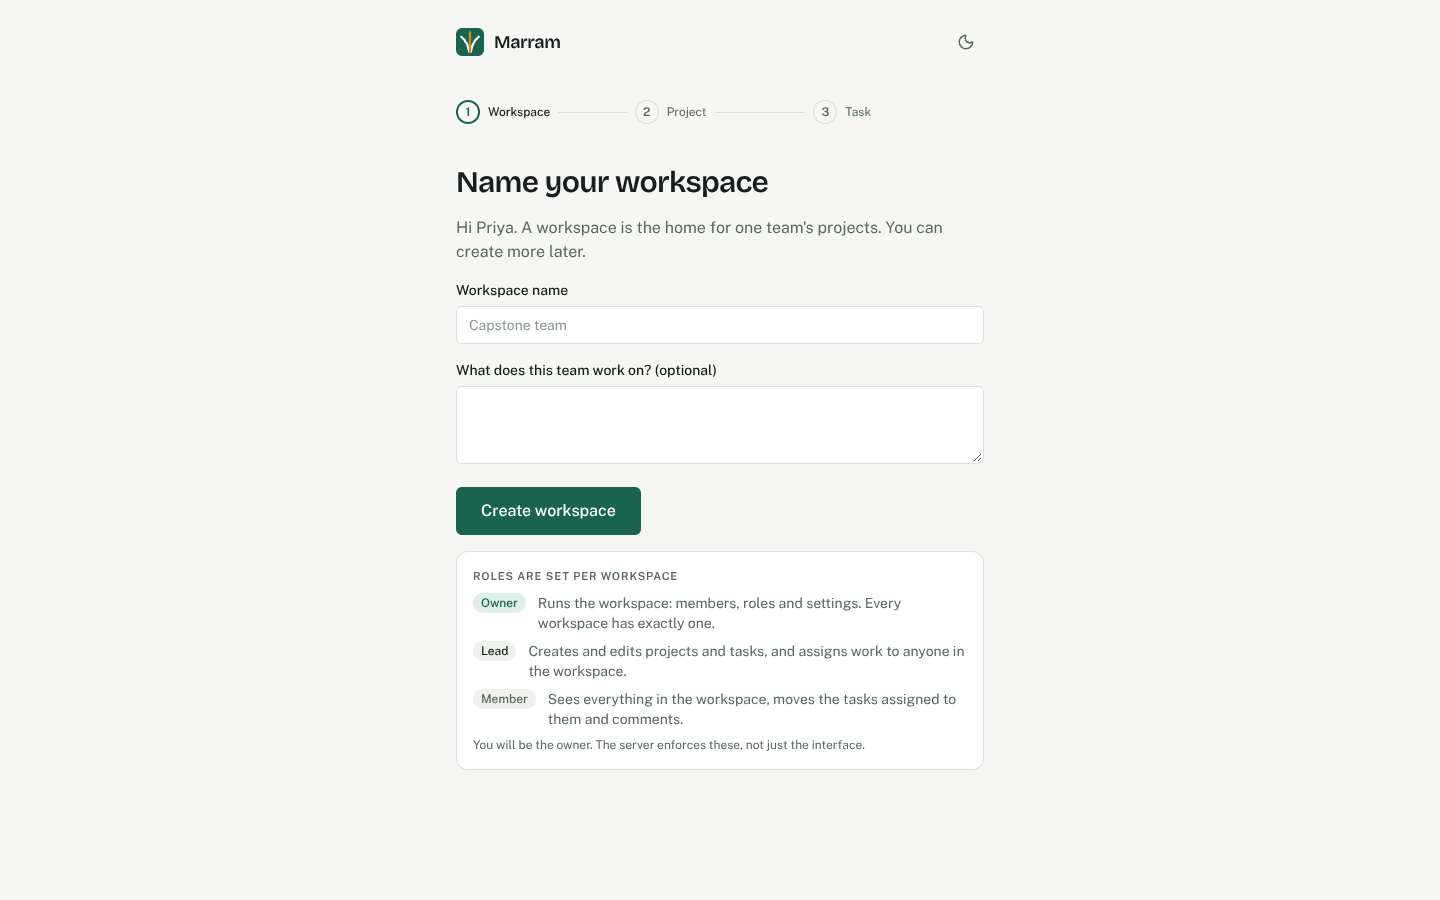 Marram
1 Workspace 2 Project 3 Task
Name your workspace
Hi Priya. A workspace is the home for one team's projects. You can
create more later.
Workspace name
Capstone team
What does this team work on? (optional)
Create workspace
ROLES ARE SET PER WORKSPACE
Owner Runs the workspace: members, roles and settings. Every
workspace has exactly one.
Lead Creates and edits projects and tasks, and assigns work to anyone in
the workspace.
Member Sees everything in the workspace, moves the tasks assigned to
them and comments.
You will be the owner. The server enforces these, not just the interface.